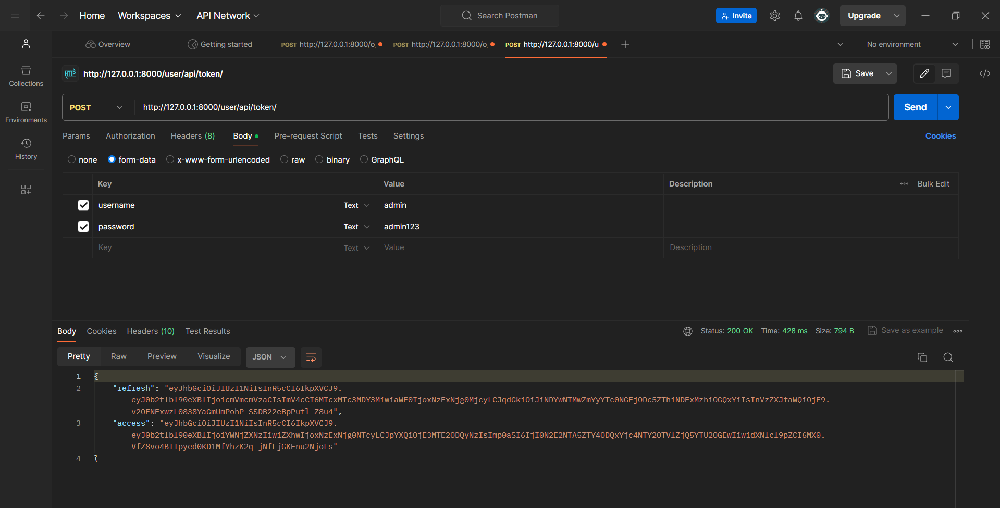 Home Workspaces API Network Search Postman Invite Upgrade
Overview Getting started POST http://127.0.0.1:8000/o POST http://127.0.0.1:8000/o, POST http://127.0.0.1:8000/u No environment
HTTP http://127.0.0.1:8000/user/api/token/ Save
Collections
Environments
History
POST http://127.0.0.1:8000/user/api/token/ Send
Params Authorization Headers (8) Body Pre-request Script Tests Settings Cookies
none form-data x-www-form-urlencoded raw binary GraphQL
Key Value Description Bulk Edit
username Text admin
password Text admin123
Key Text Value Description
Body Cookies Headers (10) Test Results Status: 200 OK Time: 428 ms Size: 794 B Save as example
Pretty Raw Preview Visualize JSON
1 {
2 "refresh": "eyJhbGciOiJIUzI1NiIsInR5cCI6IkpXVCJ9.
eyJ0b2tlbl90eXBlIjoicmVmcmVzaCIsImV4cCI6MTcxMTc3MDY3MiwiaWF0IjoxNzExNjg0MjcyLCJqdGkiOiJiNDYwNTMwZmYyYTc0NGFjODc5ZThiNDExMzhiOGQxYiIsInVzZXJfaWQiOjF9.
v2OFNExwzL0838YaGmUmPohP_SSDB22eBpPutl_Z8u4",
3 "access": "eyJhbGciOiJIUzI1NiIsInR5cCI6IkpXVCJ9.
eyJ0b2tlbl90eXBlIjoiYWNjZXNzIiwiZXhwIjoxNzExNjg0NTcyLCJpYXQiOjE3MTE2ODQyNzIsImp0aSI6IjI0N2E2NTA5ZTY4ODQxYjc4NTY2OTVlZjQ5YTU2OGEwIiwidXNlcl9pZCI6MX0.
VfZ8vo4BTTpyed0KD1MfYhzK2q_jNfLjGKEnu2NjoLs"
4 }